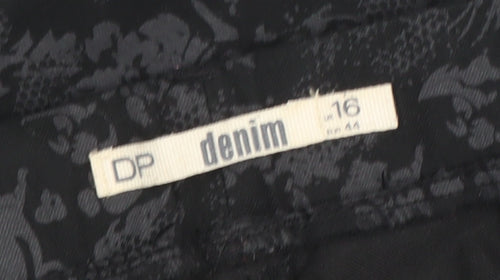 DP denim UK 16
EUR 44